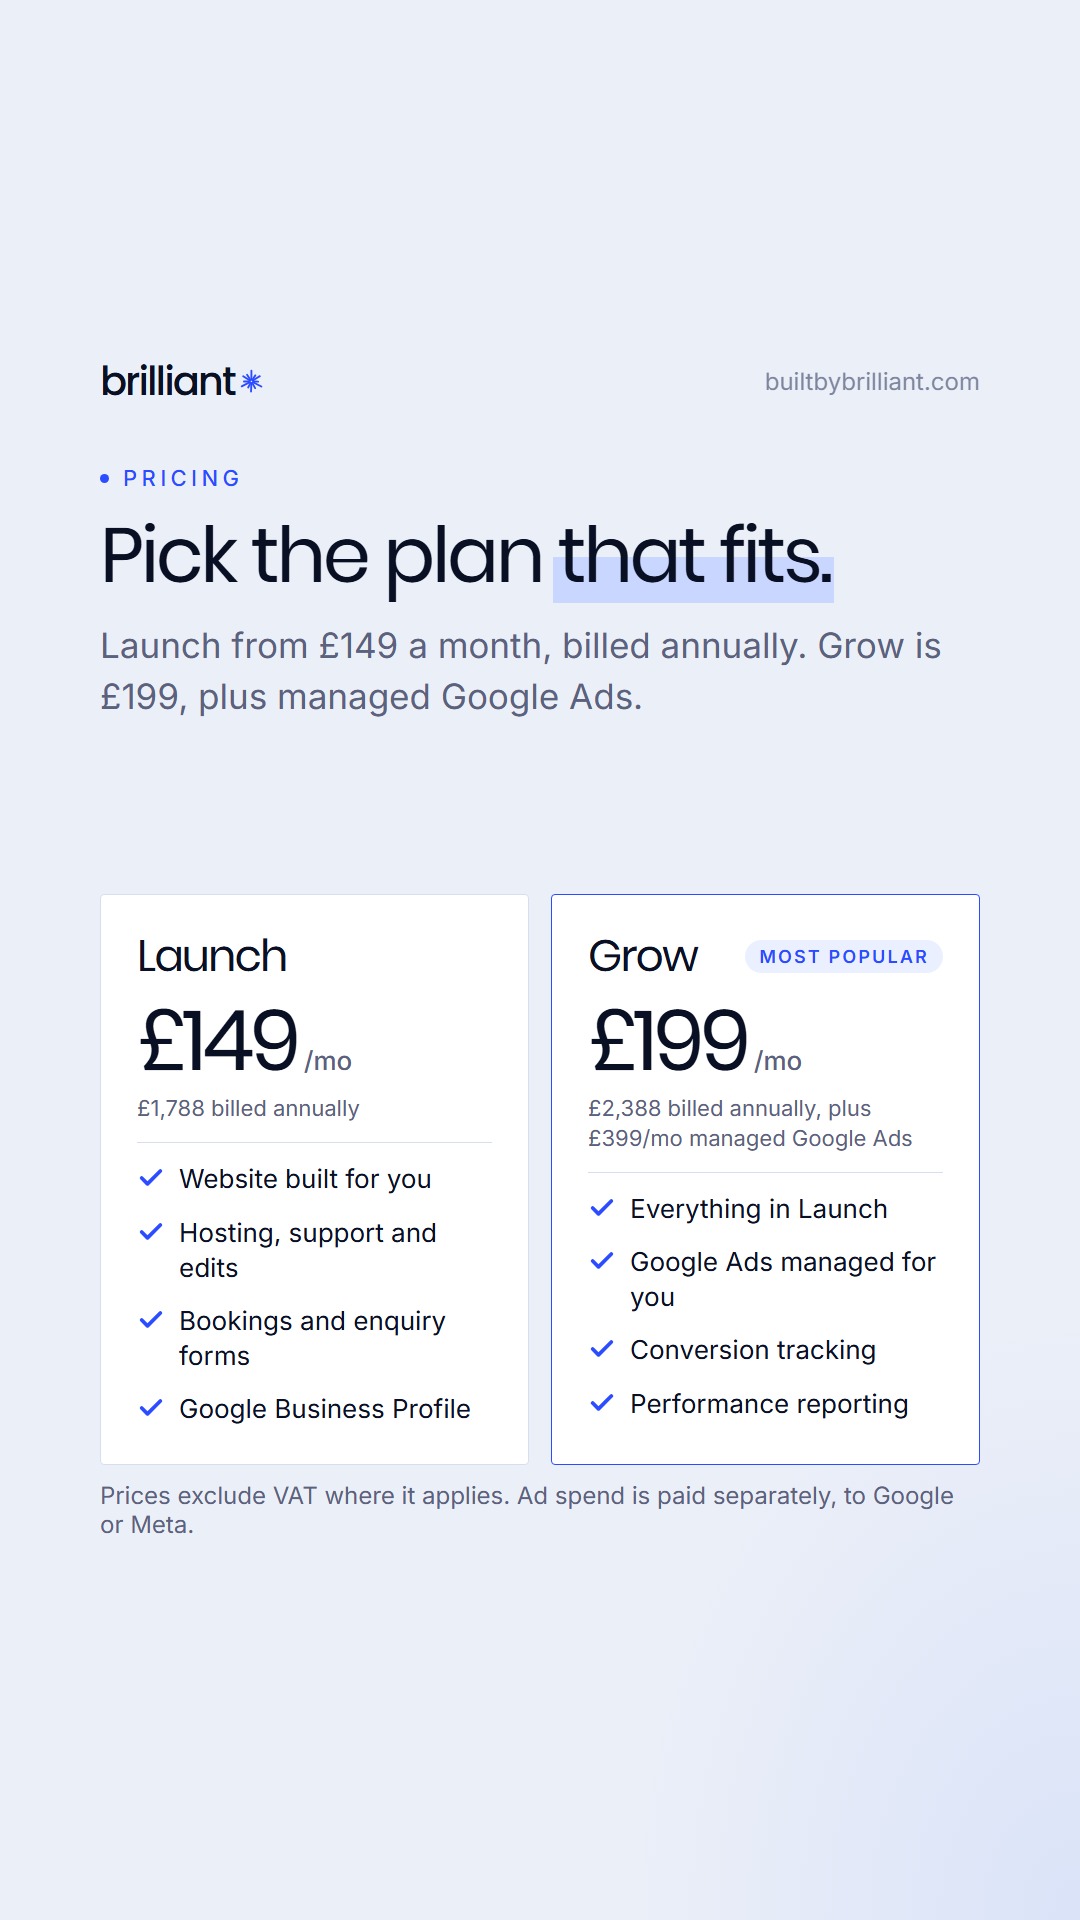 brilliant
builtbybrilliant.com
PRICING
Pick the plan that fits.
Launch from £149 a month, billed annually. Grow is
£199, plus managed Google Ads.
Launch
£149 /mo
£1,788 billed annually
Website built for you
Hosting, support and
edits
Bookings and enquiry
forms
Google Business Profile
Grow
MOST POPULAR
£199 /mo
£2,388 billed annually, plus
£399/mo managed Google Ads
Everything in Launch
Google Ads managed for
you
Conversion tracking
Performance reporting
Prices exclude VAT where it applies. Ad spend is paid separately, to Google
or Meta.